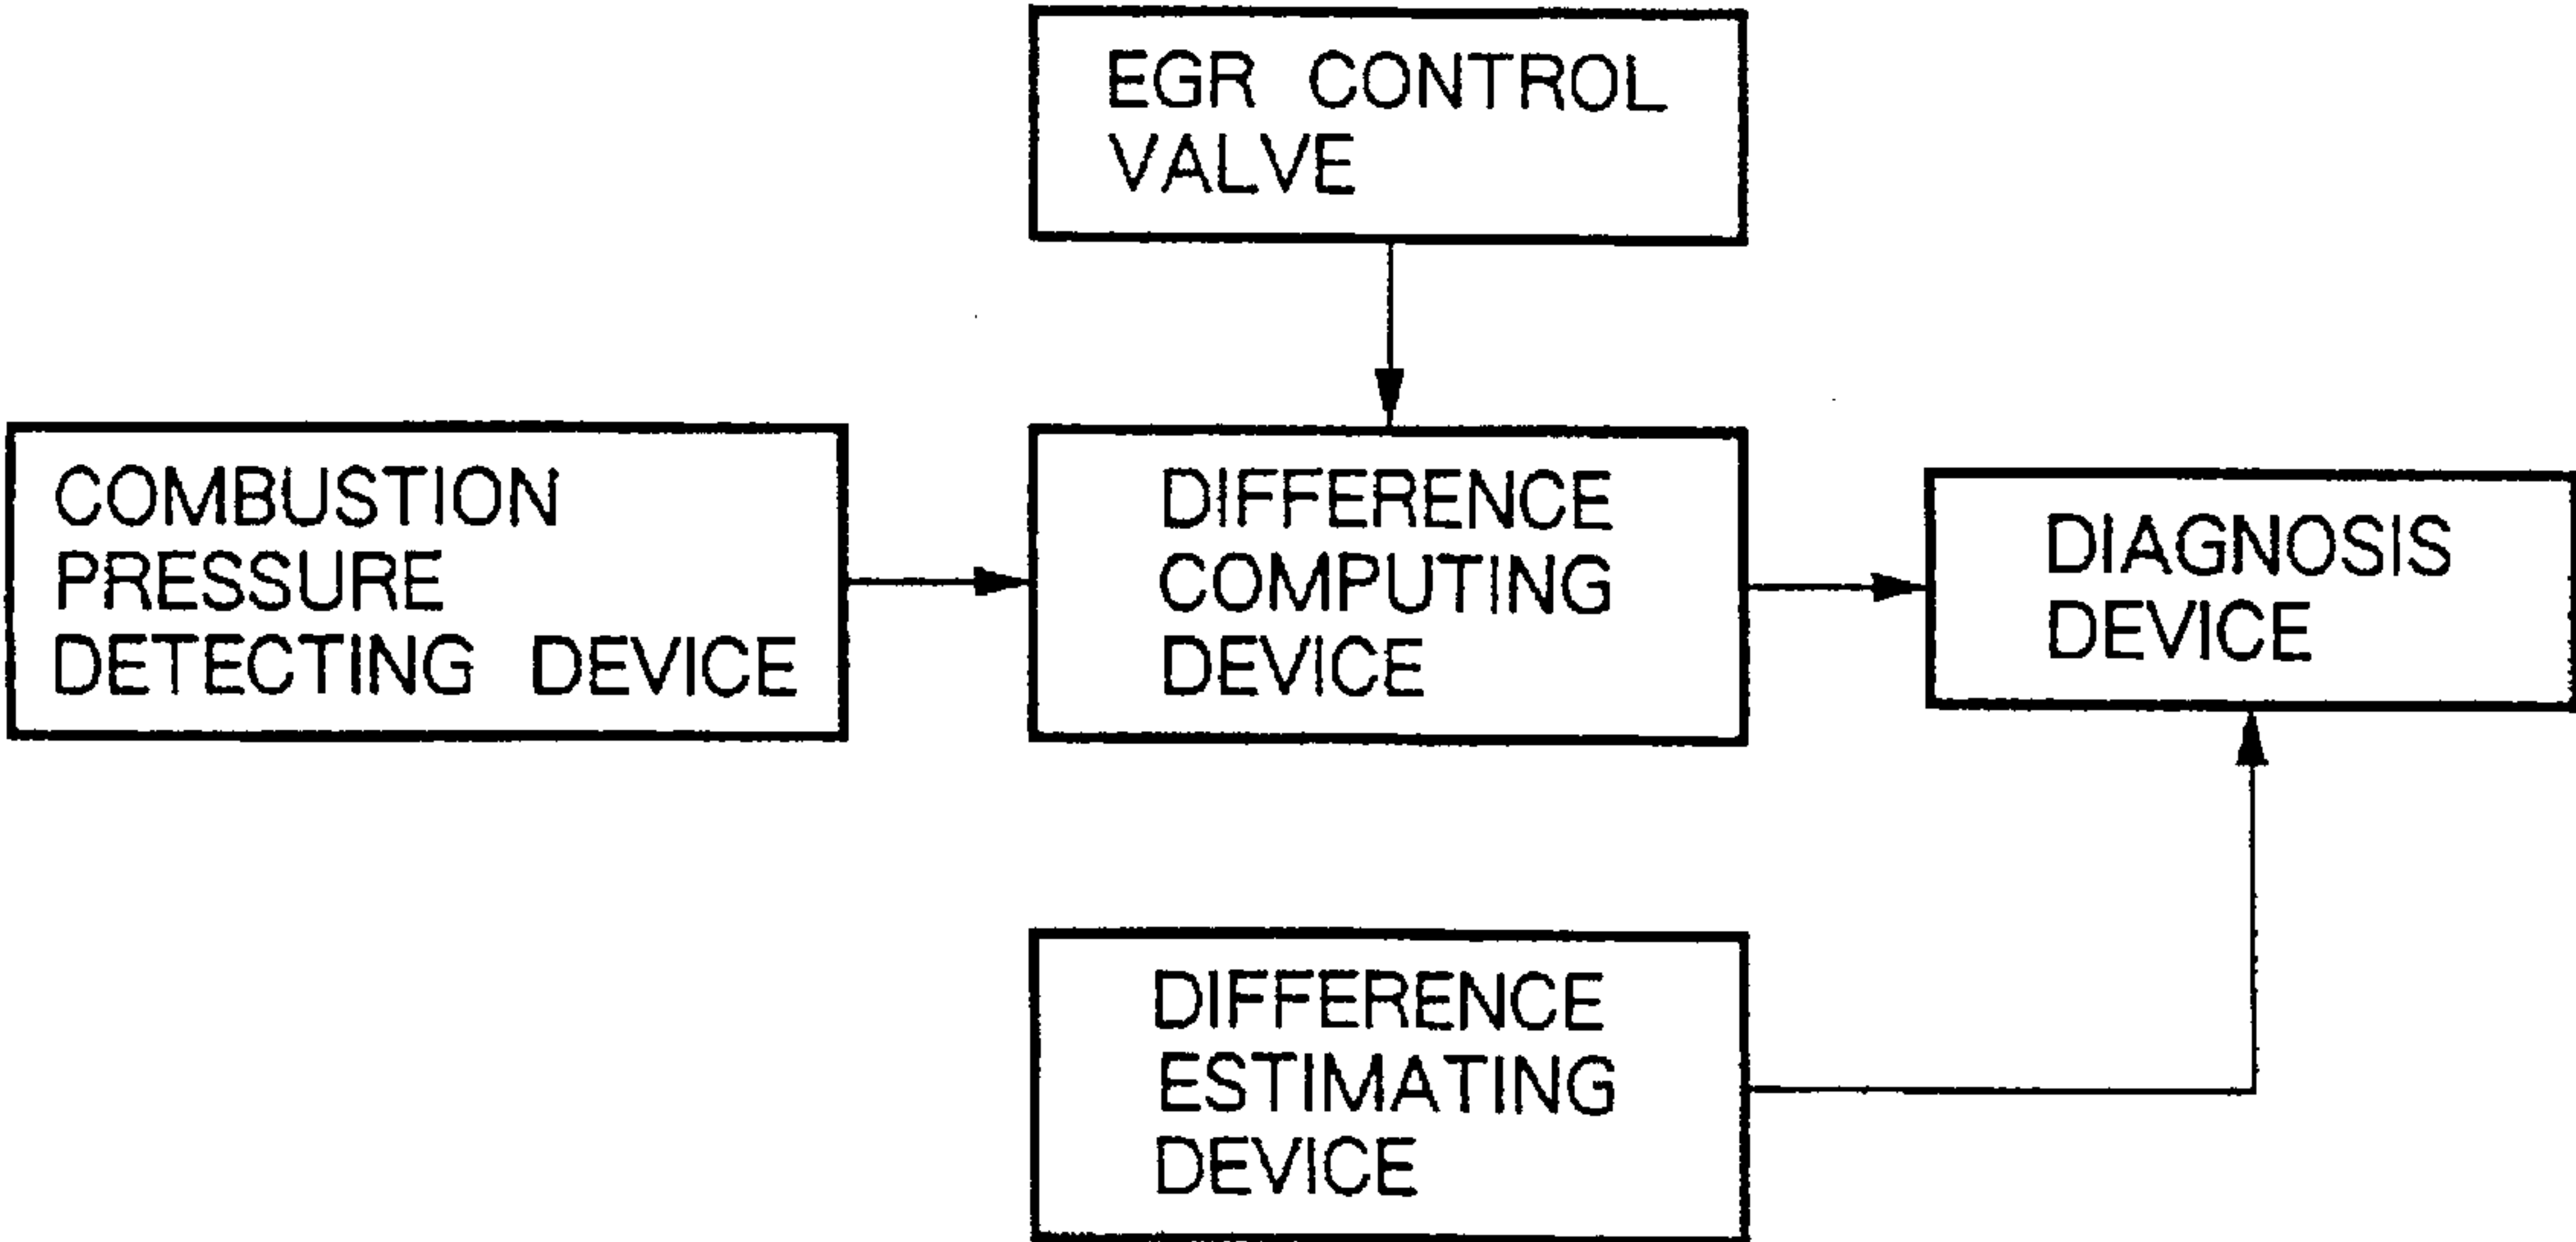 EGR CONTROL
VALVE
COMBUSTION
PRESSURE
DETECTING DEVICE
DIFFERENCE
COMPUTING
DEVICE
DIAGNOSIS
DEVICE
DIFFERENCE
ESTIMATING
DEVICE